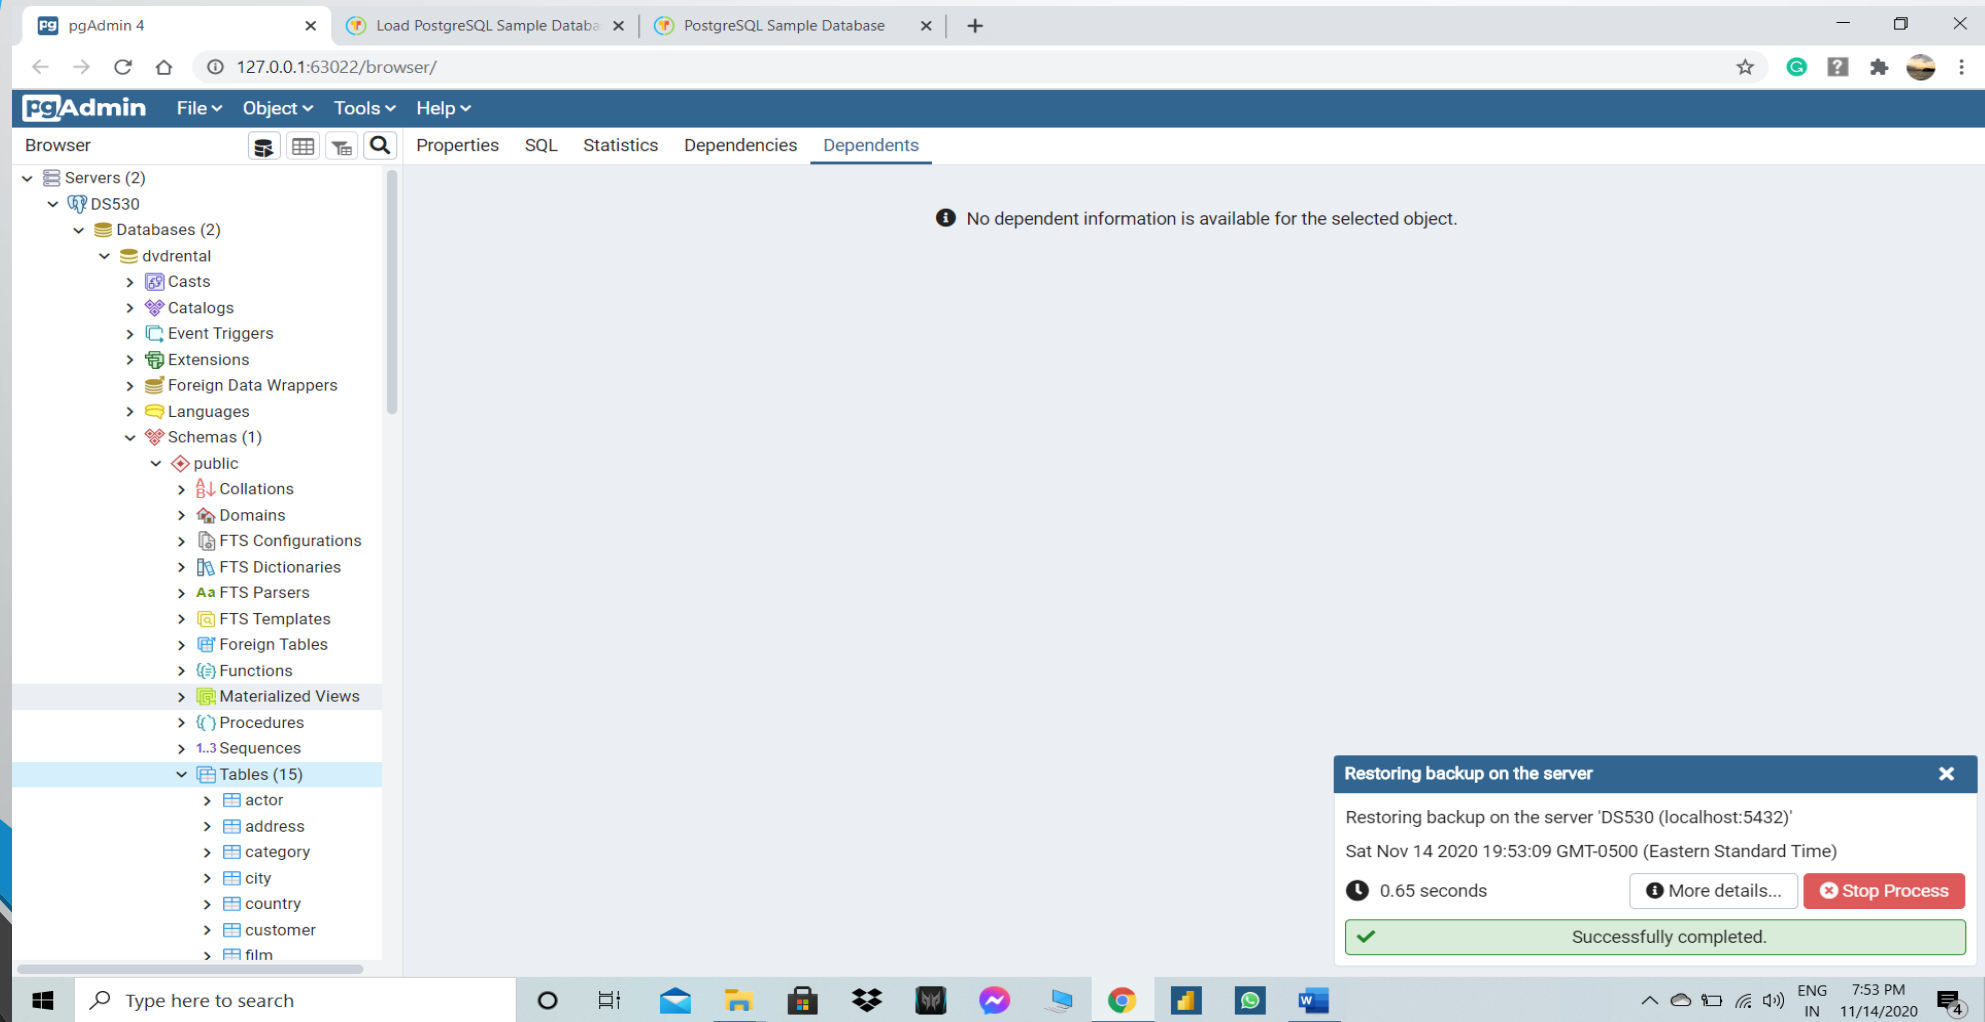 pgAdmin 4
Load PostgreSQL Sample Databa
PostgreSQL Sample Database
127.0.0.1:63022/browser/
pgAdmin File Object Tools Help
Browser
Properties SQL Statistics Dependencies Dependents
Servers (2)
DS530
Databases (2)
dvdrental
Casts
Catalogs
Event Triggers
Extensions
Foreign Data Wrappers
Languages
Schemas (1)
public
Collations
Domains
FTS Configurations
FTS Dictionaries
Aa FTS Parsers
FTS Templates
Foreign Tables
Functions
Materialized Views
Procedures
1..3 Sequences
Tables (15)
actor
address
category
city
country
customer
film
No dependent information is available for the selected object.
Restoring backup on the server
Restoring backup on the server 'DS530 (localhost:5432)'
Sat Nov 14 2020 19:53:09 GMT-0500 (Eastern Standard Time)
0.65 seconds
More details...
Stop Process
Successfully completed.
Type here to search
ENG
IN
7:53 PM
11/14/2020
4